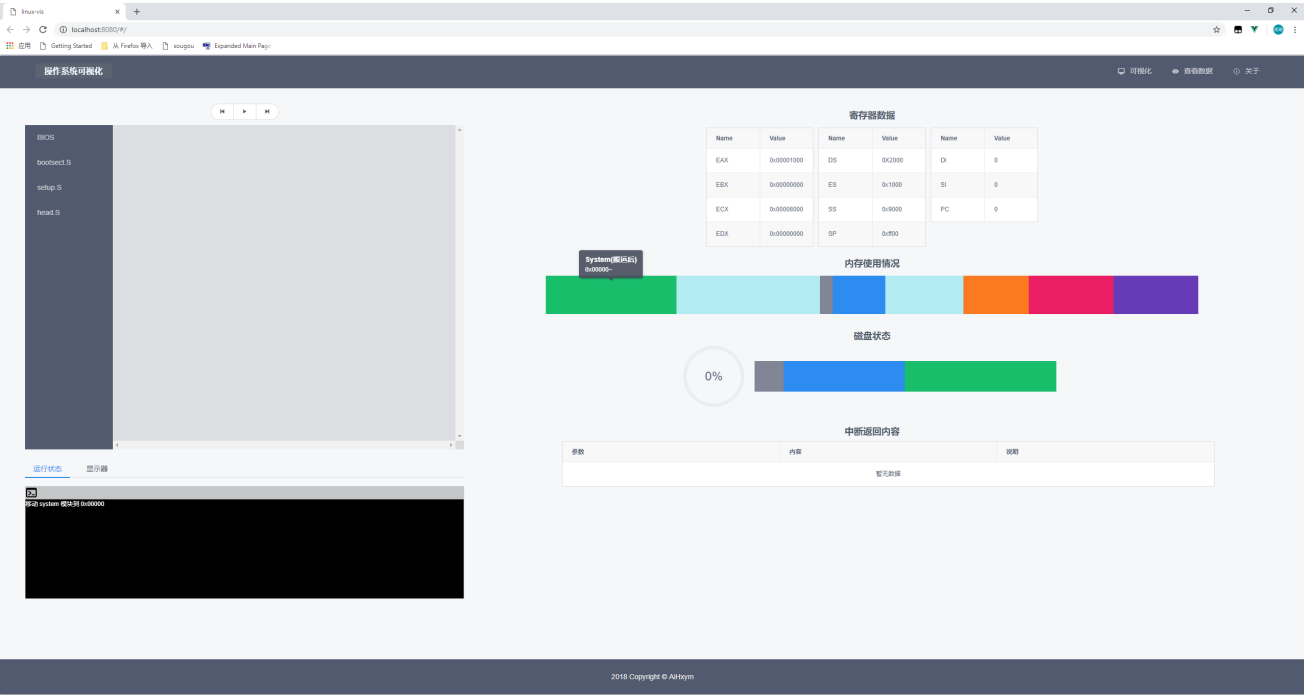 linux-vis
localhost:8080/#/
应用 Getting Started 从 Firefox 导入 sougou Expanded Main Page
操作系统可视化 可视化 查看数据 关于
BIOS
bootsect.S
setup.S
head.S
运行状态 显示器
移动 system 模块到 0x00000
寄存器数据
Name Value Name Value Name Value
EAX 0x00001000 DS 0X2000 DI 0
EBX 0x00000000 ES 0x1000 SI 0
ECX 0x00008000 SS 0x9000 PC 0
EDX 0x00000000 SP 0xff00
内存使用情况
System(搬运后)
0x00000~
磁盘状态
0%
中断返回内容
参数 内容 说明
暂无数据
2018 Copyright © AiHxym